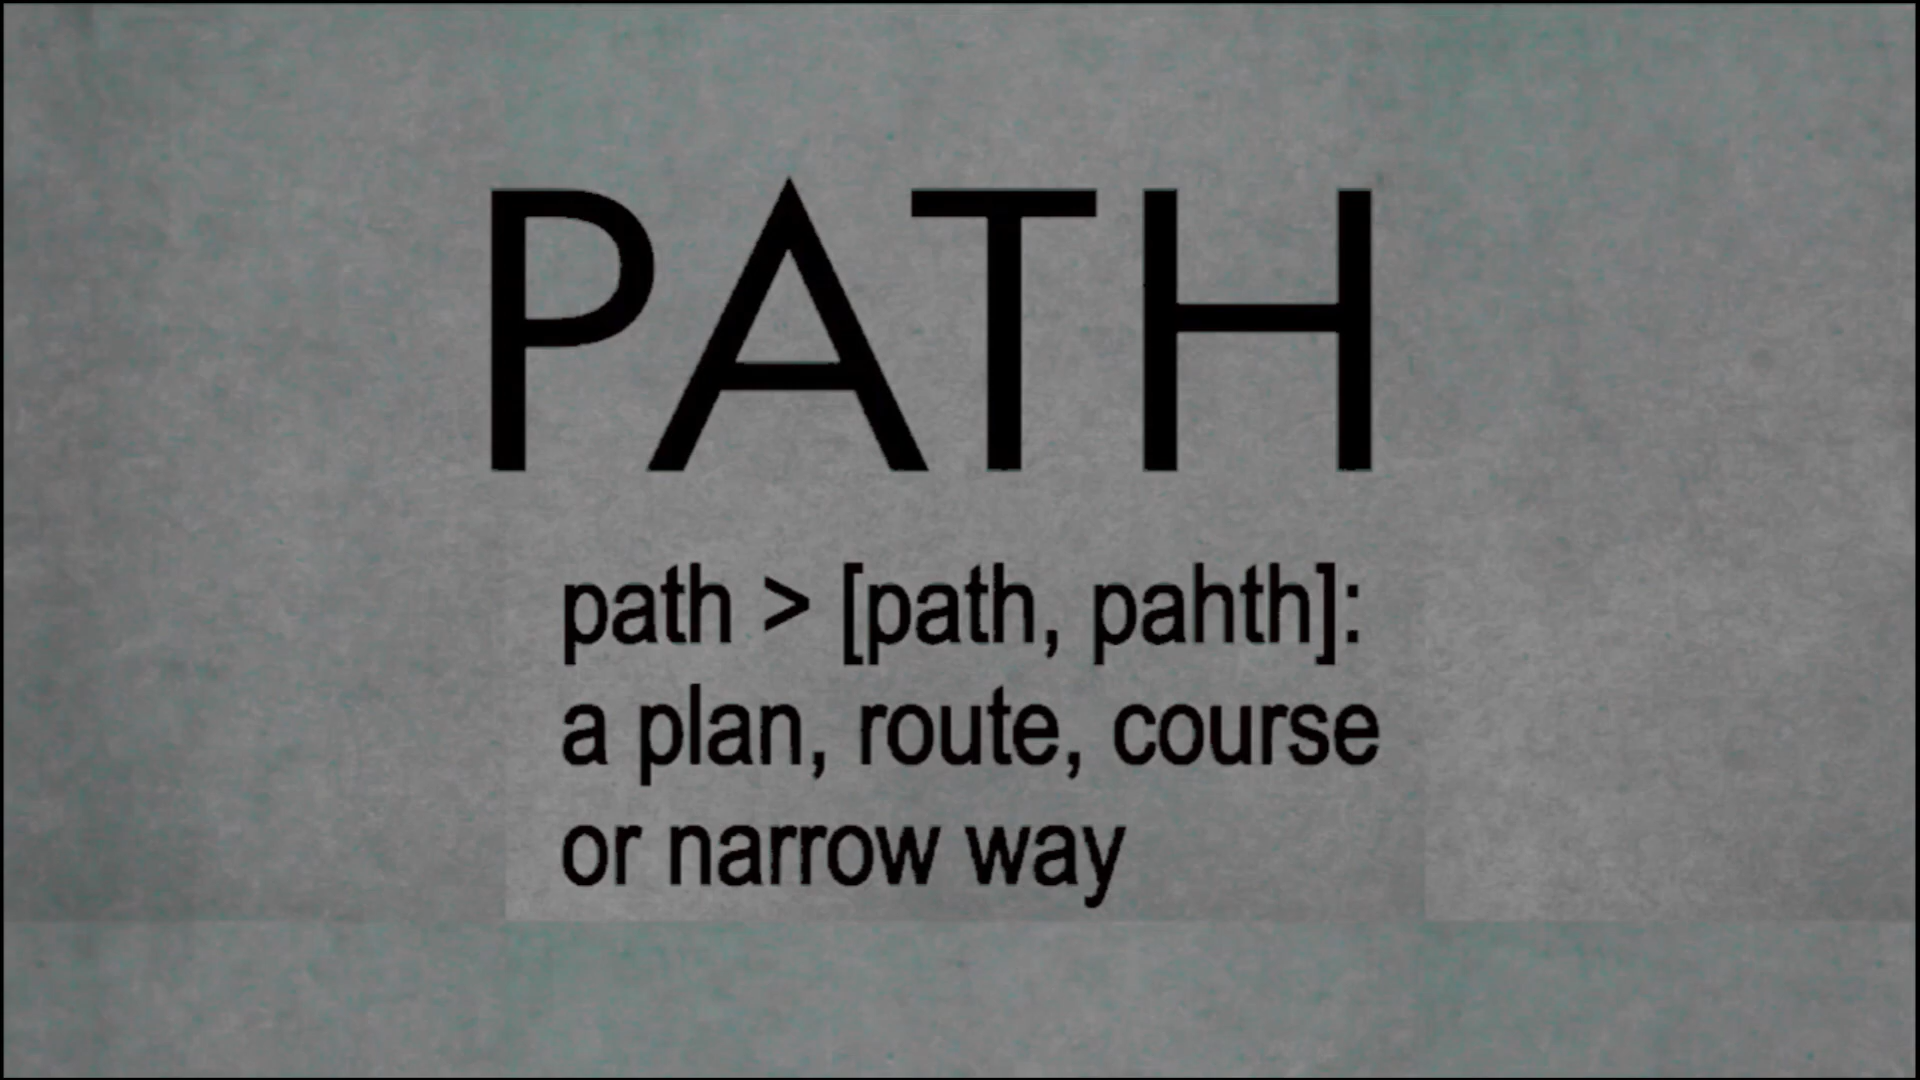 PATH
path > [path, pahth]:
a plan, route, course
or narrow way